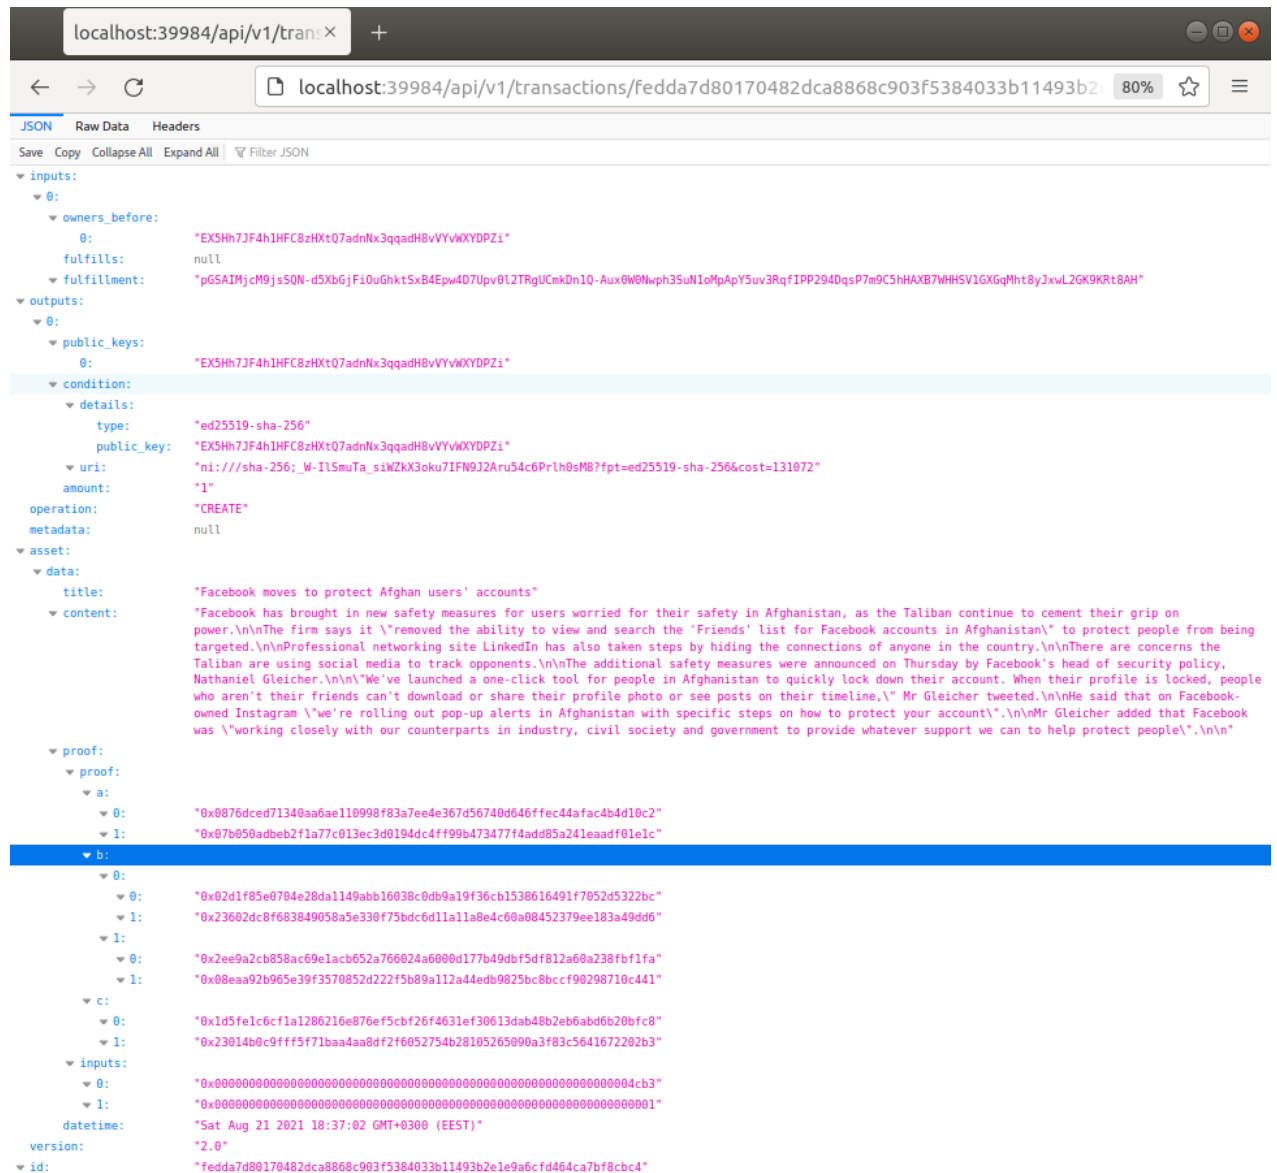 localhost:39984/api/v1/trans
localhost:39984/api/v1/transactions/fedda7d80170482dca8868c903f5384033b11493b2e
80%
JSON Raw Data Headers
Save Copy Collapse All Expand All Filter JSON
inputs:
0:
owners_before:
0: "EX5Hh7JF4h1HFC8zHXtQ7adnNx3qqadH8vVYvWXYDPZi"
fulfills: null
fulfillment: "pGSAIMjcM9jsSQN-d5XbGjFiOuGhktSxB4Epw4D7Upv0l2TRgUCmkDn1Q-Aux0W0Nwph3SuN1oMpApY5uv3RqfIPP294DqsP7m9C5hHAXB7WHHSV1GXGqMht8yJxwL2GK9KRt8AH"
outputs:
0:
public_keys:
0: "EX5Hh7JF4h1HFC8zHXtQ7adnNx3qqadH8vVYvWXYDPZi"
condition:
details:
type: "ed25519-sha-256"
public_key: "EX5Hh7JF4h1HFC8zHXtQ7adnNx3qqadH8vVYvWXYDPZi"
uri: "ni:///sha-256;_W-IlSmuTa_siWZkX3oku7IFN9J2Aru54c6Prlh0sM8?fpt=ed25519-sha-256&cost=131072"
amount: "1"
operation: "CREATE"
metadata: null
asset:
data:
title: "Facebook moves to protect Afghan users' accounts"
content: "Facebook has brought in new safety measures for users worried for their safety in Afghanistan, as the Taliban continue to cement their grip on
power.\n\nThe firm says it \"removed the ability to view and search the 'Friends' list for Facebook accounts in Afghanistan\" to protect people from being
targeted.\n\nProfessional networking site LinkedIn has also taken steps by hiding the connections of anyone in the country.\n\nThere are concerns the
Taliban are using social media to track opponents.\n\nThe additional safety measures were announced on Thursday by Facebook's head of security policy,
Nathaniel Gleicher.\n\n\"We've launched a one-click tool for people in Afghanistan to quickly lock down their account. When their profile is locked, people
who aren't their friends can't download or share their profile photo or see posts on their timeline,\" Mr Gleicher tweeted.\n\nHe said that on Facebook-
owned Instagram \"we're rolling out pop-up alerts in Afghanistan with specific steps on how to protect your account\".\n\nMr Gleicher added that Facebook
was \"working closely with our counterparts in industry, civil society and government to provide whatever support we can to help protect people\".\n\n"
proof:
proof:
a:
0: "0x0876dced71340aa6ae110998f83a7ee4e367d56740d646ffec44afac4b4d10c2"
1: "0x07b050adbeb2f1a77c013ec3d0194dc4ff99b473477f4add85a241eaadf01e1c"
b:
0:
0: "0x02d1f85e0704e28da1149abb16038c0db9a19f36cb1538616491f7052d5322bc"
1: "0x23602dc8f683849058a5e330f75bdc6d11a11a8e4c60a08452379ee183a49dd6"
1:
0: "0x2ee9a2cb858ac69e1acb652a766024a6000d177b49dbf5df812a60a238fbf1fa"
1: "0x08eaa92b965e39f3570852d222f5b89a112a44edb9825bc8bccf90298710c441"
c:
0: "0x1d5fe1c6cf1a1286216e876ef5cbf26f4631ef30613dab48b2eb6abd6b20bfc8"
1: "0x23014b0c9fff5f71baa4aa8df2f6052754b28105265090a3f83c5641672202b3"
inputs:
0: "0x0000000000000000000000000000000000000000000000000000000000004cb3"
1: "0x0000000000000000000000000000000000000000000000000000000000000001"
datetime: "Sat Aug 21 2021 18:37:02 GMT+0300 (EEST)"
version: "2.0"
id: "fedda7d80170482dca8868c903f5384033b11493b2e1e9a6cfd464ca7bf8cbc4"